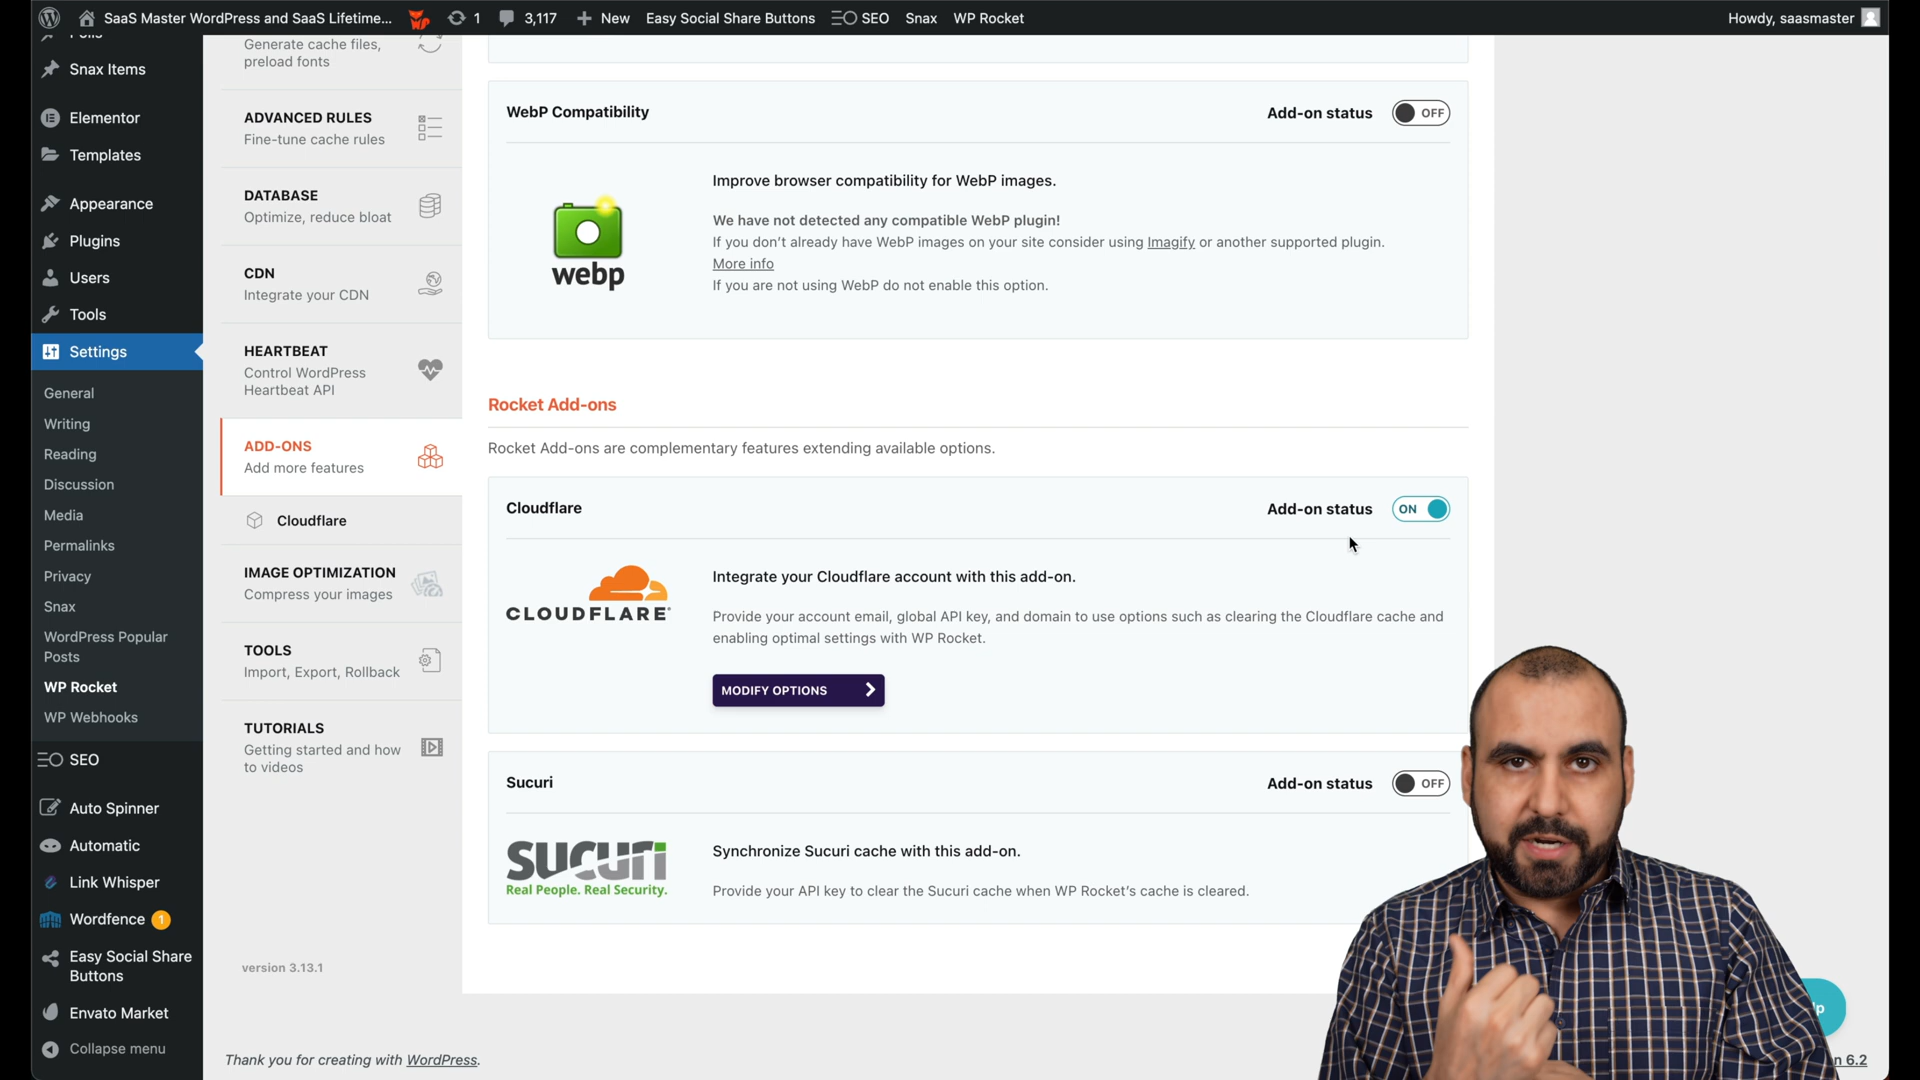 SaaS Master WordPress and SaaS Lifetime... 1 3,117 New Easy Social Share Buttons SEO Snax WP Rocket Howdy, saasmaster
Snax Items
Elementor
Templates
Appearance
Plugins
Users
Tools
Settings
General
Writing
Reading
Discussion
Media
Permalinks
Privacy
Snax
WordPress Popular
Posts
WP Rocket
WP Webhooks
SEO
Auto Spinner
Automatic
Link Whisper
Wordfence 1
Easy Social Share
Buttons
Envato Market
Collapse menu
Generate cache files,
preload fonts
ADVANCED RULES
Fine-tune cache rules
DATABASE
Optimize, reduce bloat
CDN
Integrate your CDN
HEARTBEAT
Control WordPress
Heartbeat API
ADD-ONS
Add more features
Cloudflare
IMAGE OPTIMIZATION
Compress your images
TOOLS
Import, Export, Rollback
TUTORIALS
Getting started and how
to videos
version 3.13.1
WebP Compatibility Add-on status OFF
webp
Improve browser compatibility for WebP images.
We have not detected any compatible WebP plugin!
If you don't already have WebP images on your site consider using Imagify or another supported plugin.
More info
If you are not using WebP do not enable this option.
Rocket Add-ons
Rocket Add-ons are complementary features extending available options.
Cloudflare Add-on status ON
CLOUDFLARE
Integrate your Cloudflare account with this add-on.
Provide your account email, global API key, and domain to use options such as clearing the Cloudflare cache and
enabling optimal settings with WP Rocket.
MODIFY OPTIONS
Sucuri Add-on status OFF
SUCURI
Real People. Real Security.
Synchronize Sucuri cache with this add-on.
Provide your API key to clear the Sucuri cache when WP Rocket's cache is cleared.
Thank you for creating with WordPress.
6.2